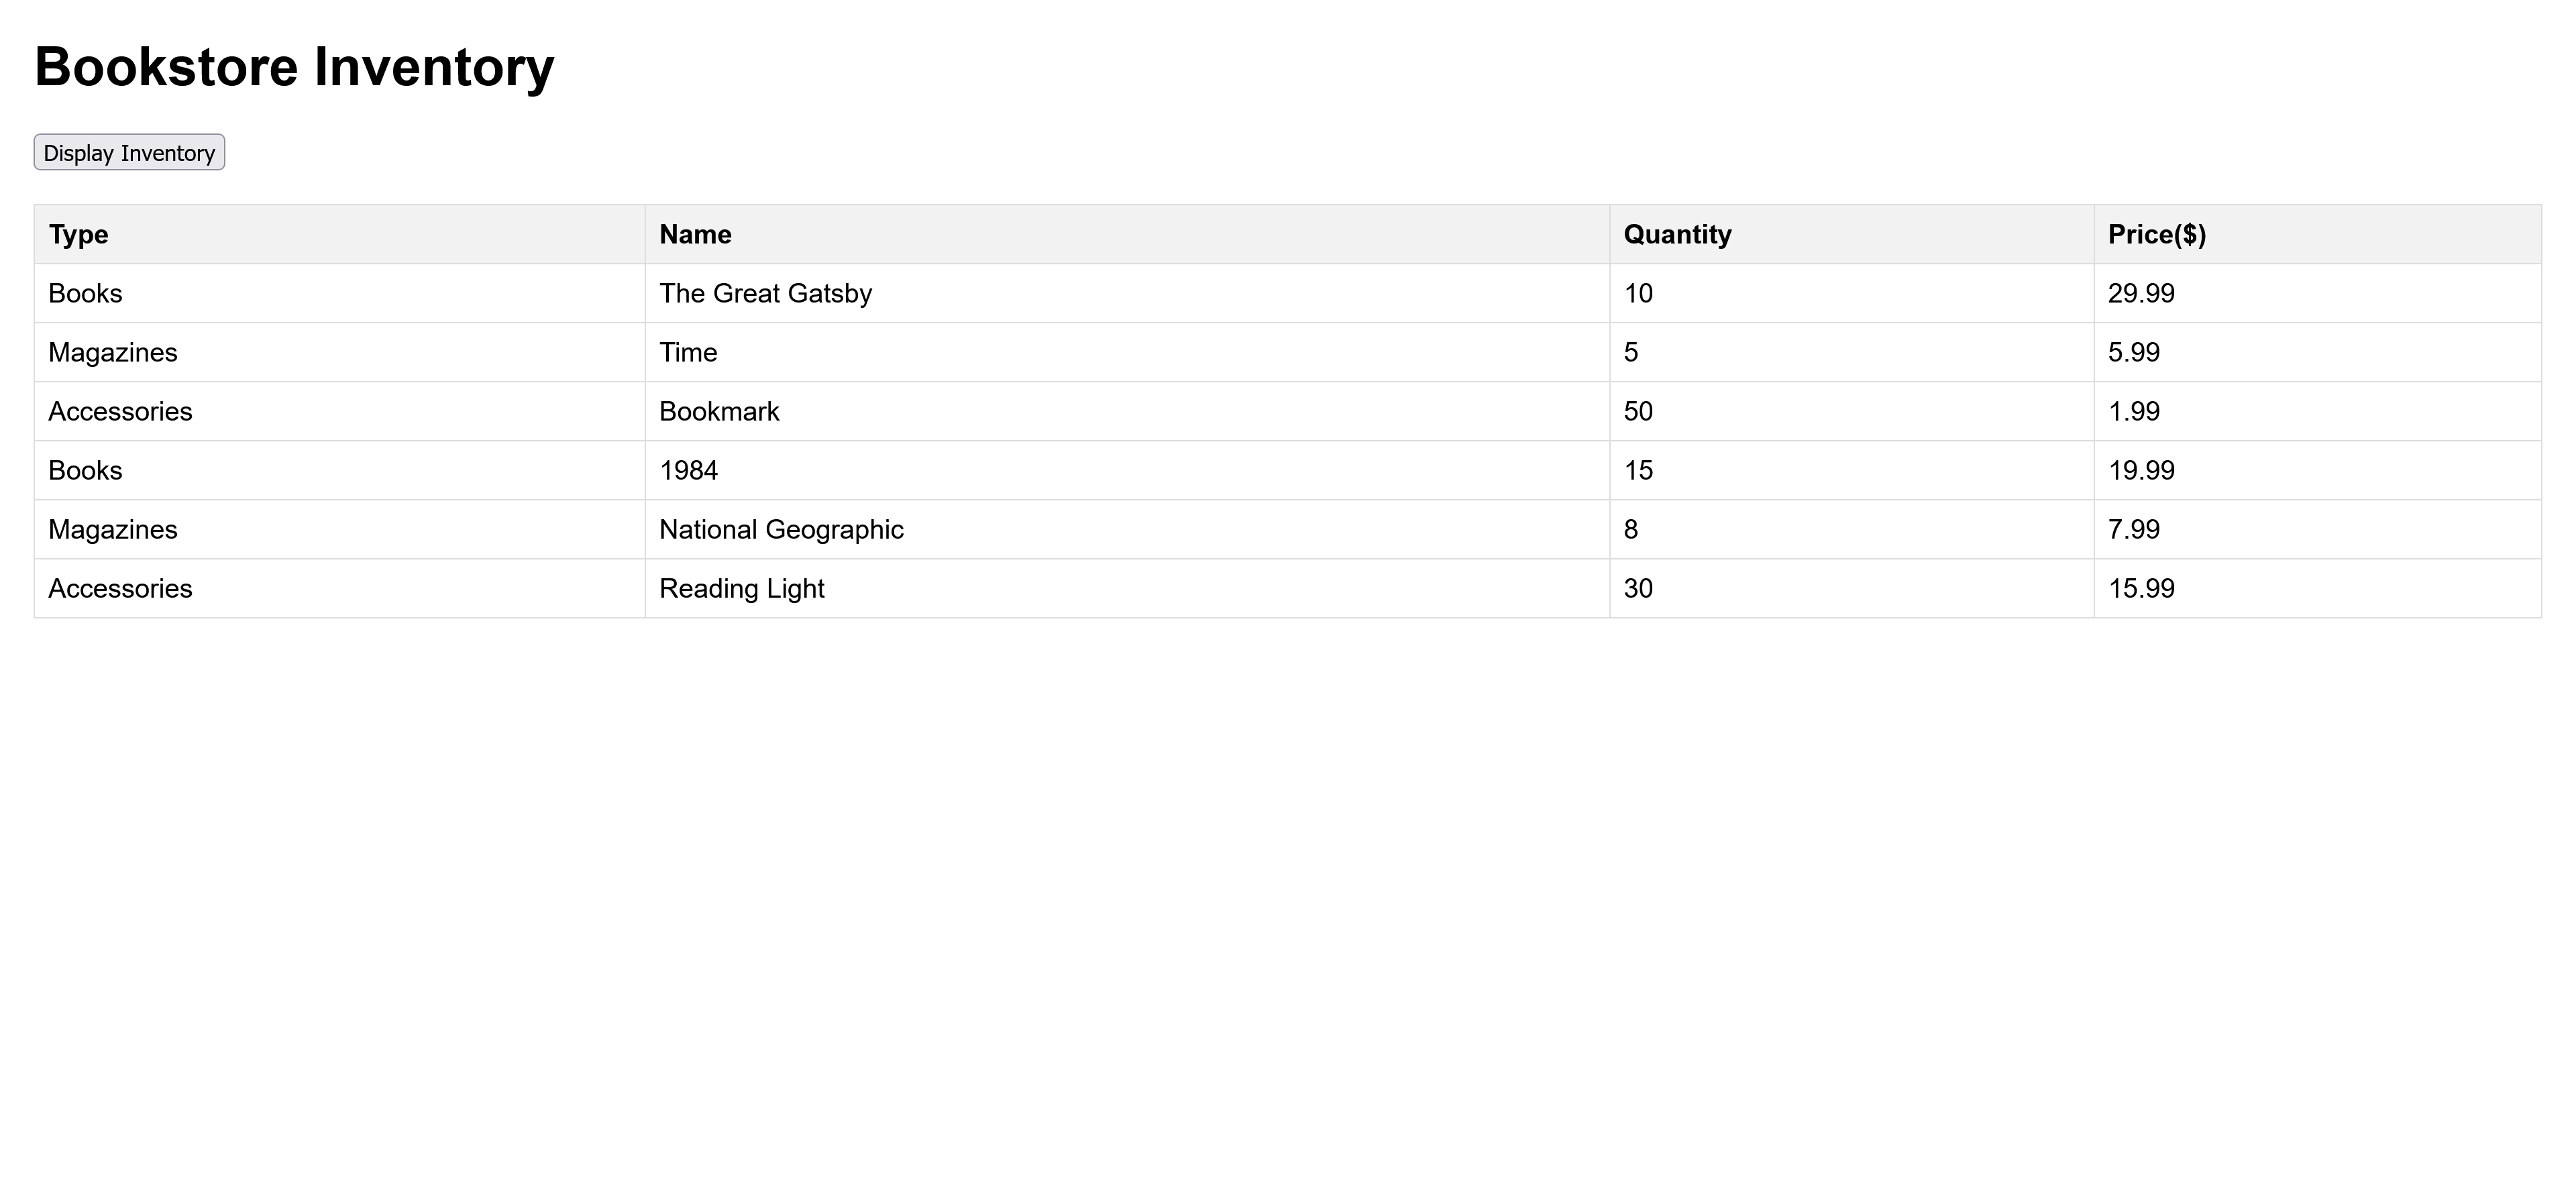 Bookstore Inventory
Display Inventory
Type Name Quantity Price($)
Books The Great Gatsby 10 29.99
Magazines Time 5 5.99
Accessories Bookmark 50 1.99
Books 1984 15 19.99
Magazines National Geographic 8 7.99
Accessories Reading Light 30 15.99